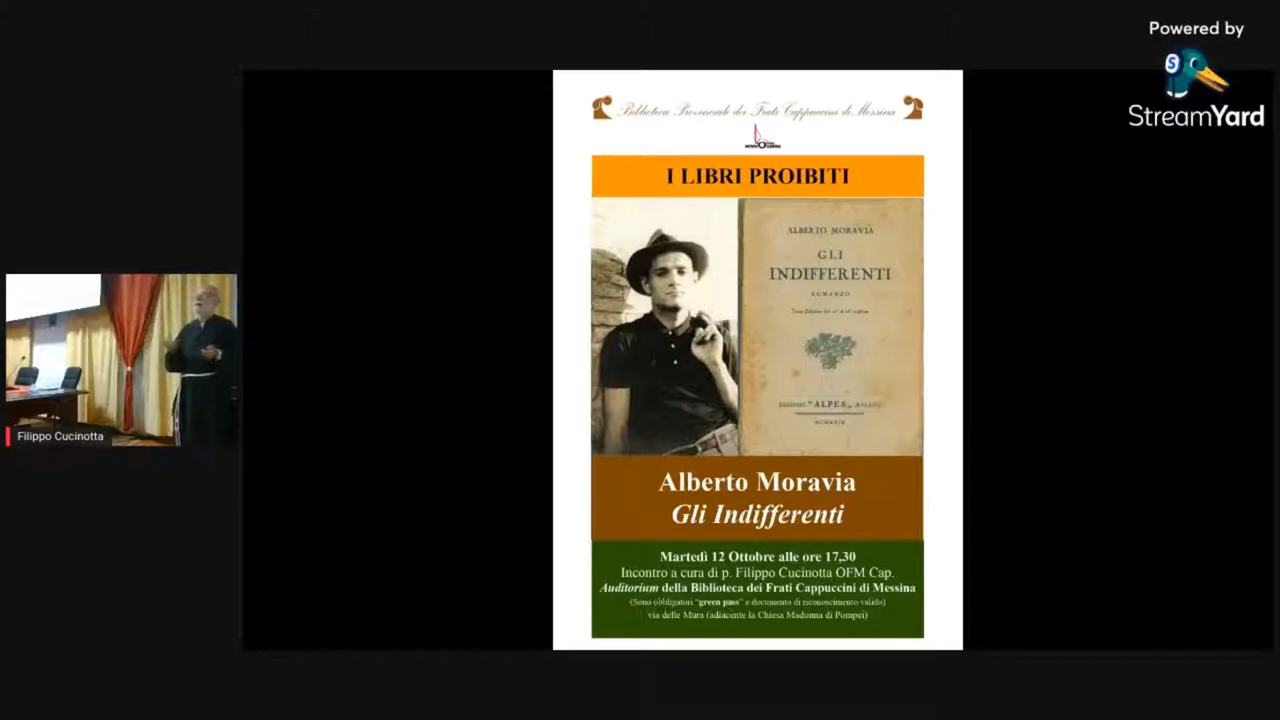 Powered by
StreamYard
Biblioteca Provinciale dei Frati Cappuccini di Messina
I LIBRI PROIBITI
ALBERTO MORAVIA
GLI
INDIFFERENTI
ROMANZO
"ALPES"
Alberto Moravia
Gli Indifferenti
Martedì 12 Ottobre alle ore 17,30
Incontro a cura di p. Filippo Cucinotta OFM Cap.
Auditorium della Biblioteca dei Frati Cappuccini di Messina
(Sono obbligatori "green pass" e documento di riconoscimento valido)
via delle Mura (adiacente la Chiesa Madonna di Pompei)
Filippo Cucinotta